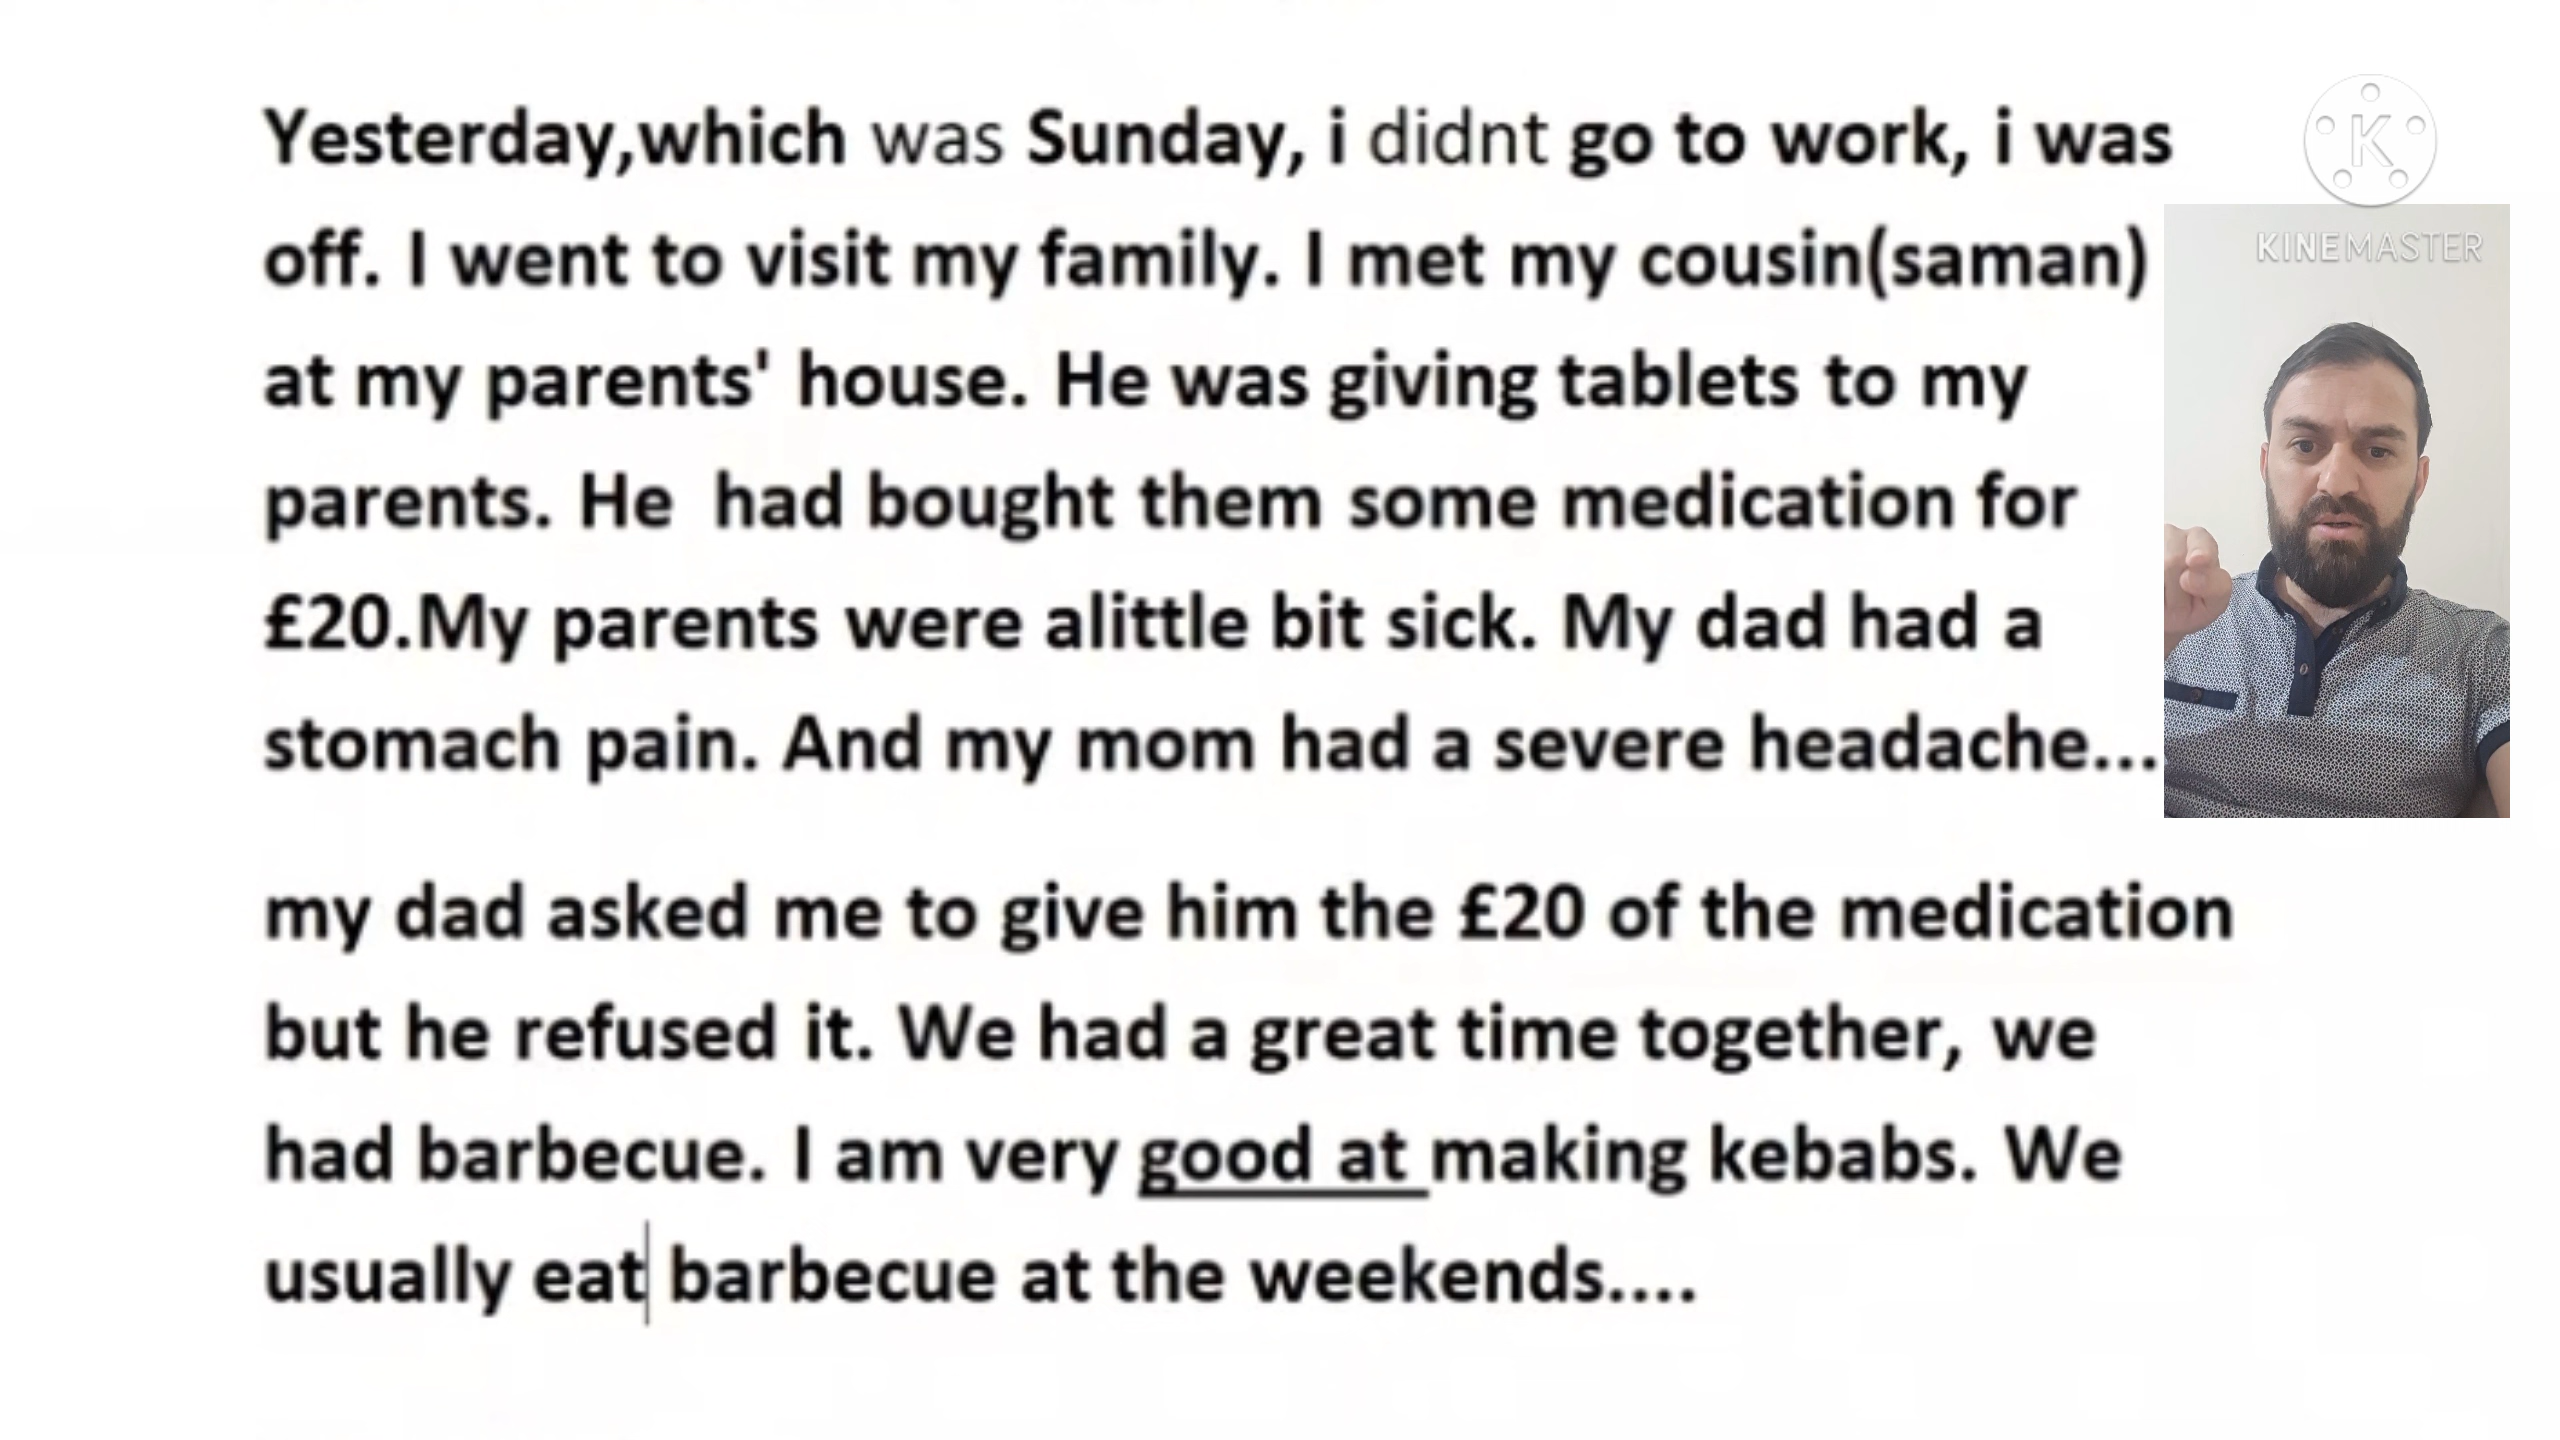 Yesterday,which was Sunday, i didnt go to work, i was
off. I went to visit my family. I met my cousin(saman)
at my parents' house. He was giving tablets to my
parents. He had bought them some medication for
£20.My parents were alittle bit sick. My dad had a
stomach pain. And my mom had a severe headache...
my dad asked me to give him the £20 of the medication
but he refused it. We had a great time together, we
had barbecue. I am very good at making kebabs. We
usually eat barbecue at the weekends....
K
KINEMASTER